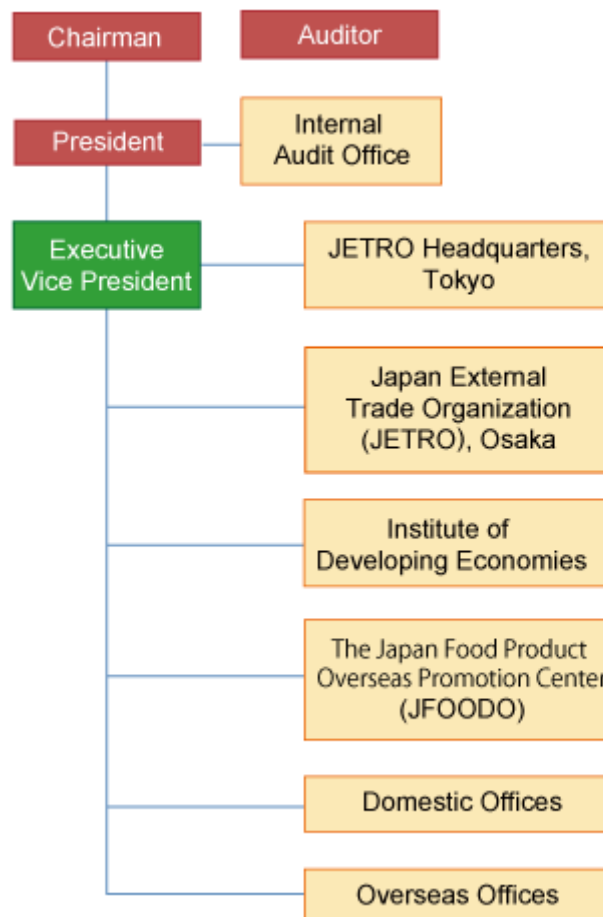 Chairman
Auditor
President
Internal
Audit Office
Executive
Vice President
JETRO Headquarters,
Tokyo
Japan External
Trade Organization
(JETRO), Osaka
Institute of
Developing Economies
The Japan Food Product
Overseas Promotion Center
(JFOODO)
Domestic Offices
Overseas Offices